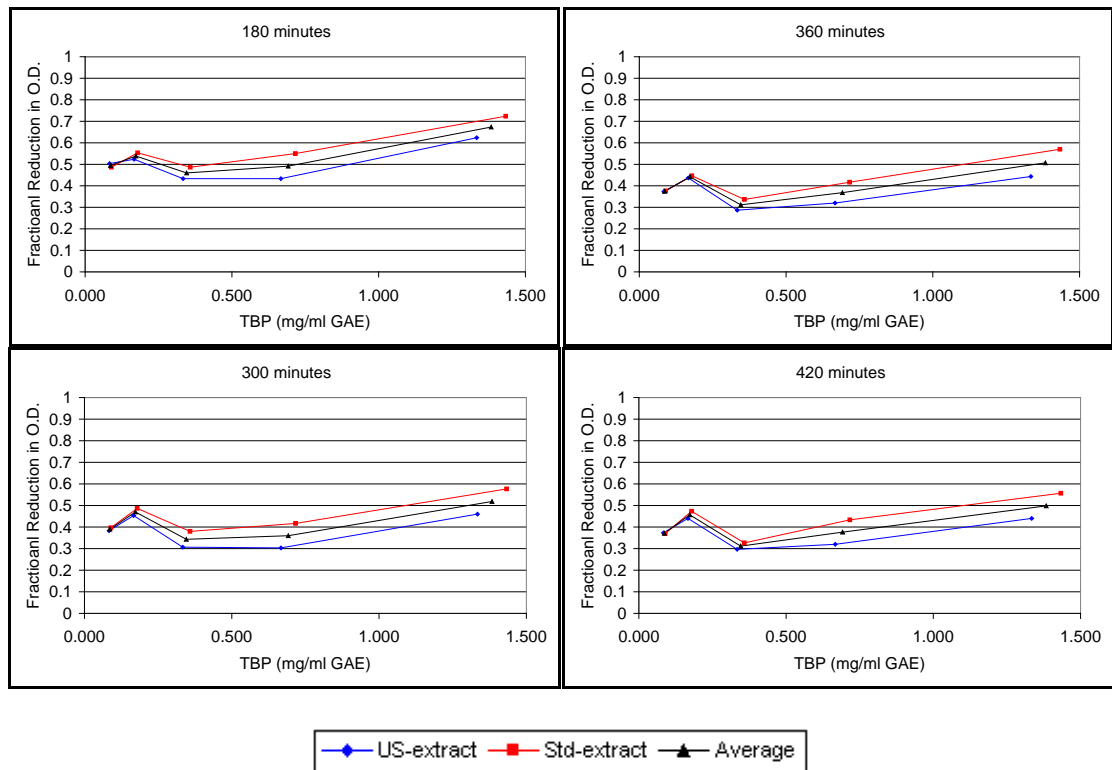 180 minutes
Fractioanl Reduction in O.D.
1
0.9
0.8
0.7
0.6
0.5
0.4
0.3
0.2
0.1
0
0.000 0.500 1.000 1.500
TBP (mg/ml GAE)
360 minutes
Fractioanl Reduction in O.D.
1
0.9
0.8
0.7
0.6
0.5
0.4
0.3
0.2
0.1
0
0.000 0.500 1.000 1.500
TBP (mg/ml GAE)
300 minutes
Fractioanl Reduction in O.D.
1
0.9
0.8
0.7
0.6
0.5
0.4
0.3
0.2
0.1
0
0.000 0.500 1.000 1.500
TBP (mg/ml GAE)
420 minutes
Fractioanl Reduction in O.D.
1
0.9
0.8
0.7
0.6
0.5
0.4
0.3
0.2
0.1
0
0.000 0.500 1.000 1.500
TBP (mg/ml GAE)
US-extract Std-extract Average